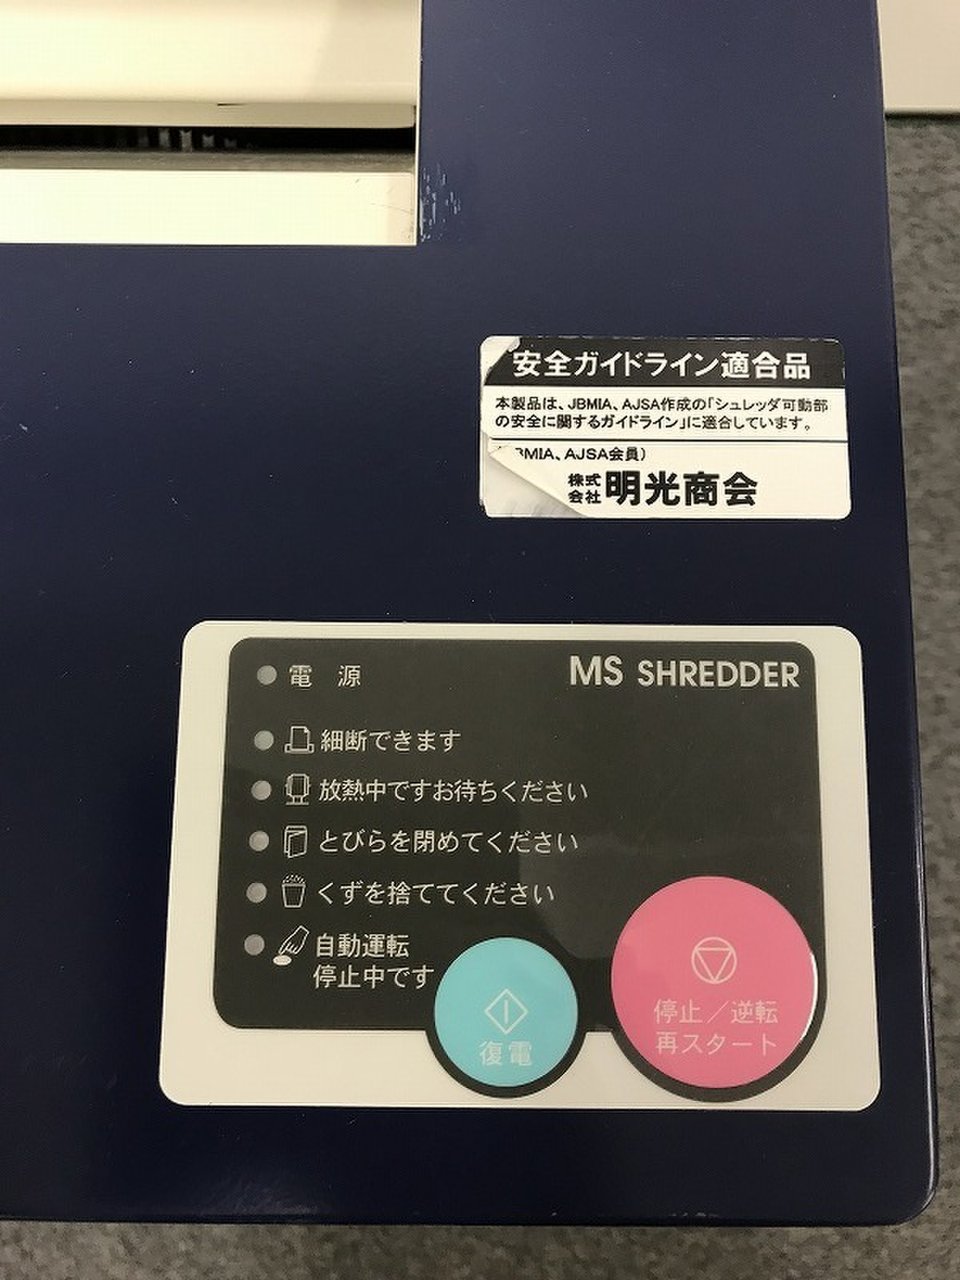 安全ガイドライン適合品
本製品は、JBMIA、AJSA作成の「シュレッダ可動部
の安全に関するガイドライン」に適合しています。
BMIA、AJSA会員)
株式会社 明光商会
電源 MS SHREDDER
細断できます
放熱中ですお待ちください
とびらを閉めてください
くずを捨ててください
自動運転
停止中です
復電
停止/逆転
再スタート